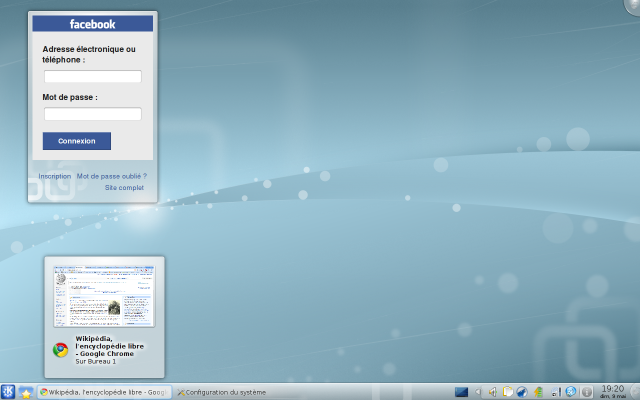 facebook
Adresse électronique ou
téléphone :
Mot de passe :
Connexion
Inscription Mot de passe oublié ?
Site complet
Wikipédia,
l'encyclopédie libre
- Google Chrome
Sur Bureau 1
Wikipédia, l'encyclopédie libre - Goog
Configuration du système
19:20
dim. 9 mai